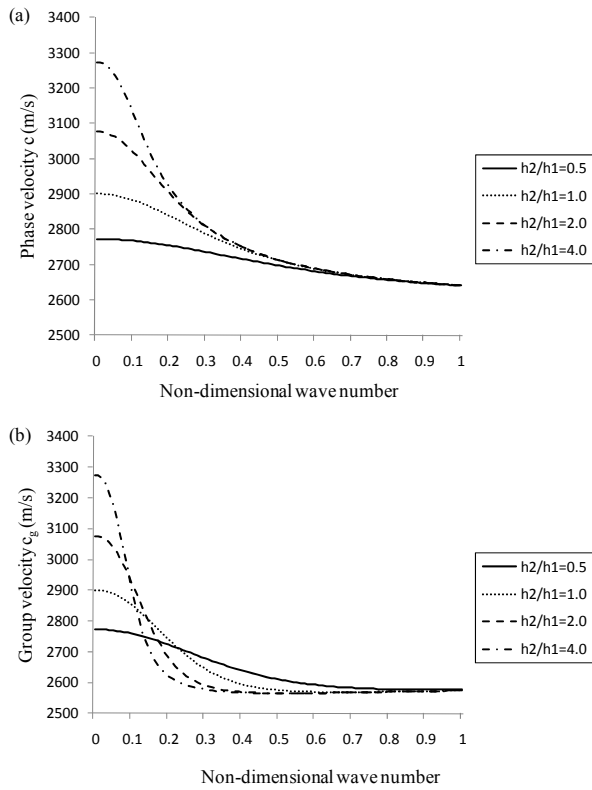 (a)
3400
3300
3200
3100
3000
2900
2800
2700
2600
2500
Phase velocity c (m/s)
0 0.1 0.2 0.3 0.4 0.5 0.6 0.7 0.8 0.9 1
Non-dimensional wave number
h2/h1=0.5
h2/h1=1.0
h2/h1=2.0
h2/h1=4.0
(b)
3400
3300
3200
3100
3000
2900
2800
2700
2600
2500
Group velocity cg (m/s)
0 0.1 0.2 0.3 0.4 0.5 0.6 0.7 0.8 0.9 1
Non-dimensional wave number
h2/h1=0.5
h2/h1=1.0
h2/h1=2.0
h2/h1=4.0